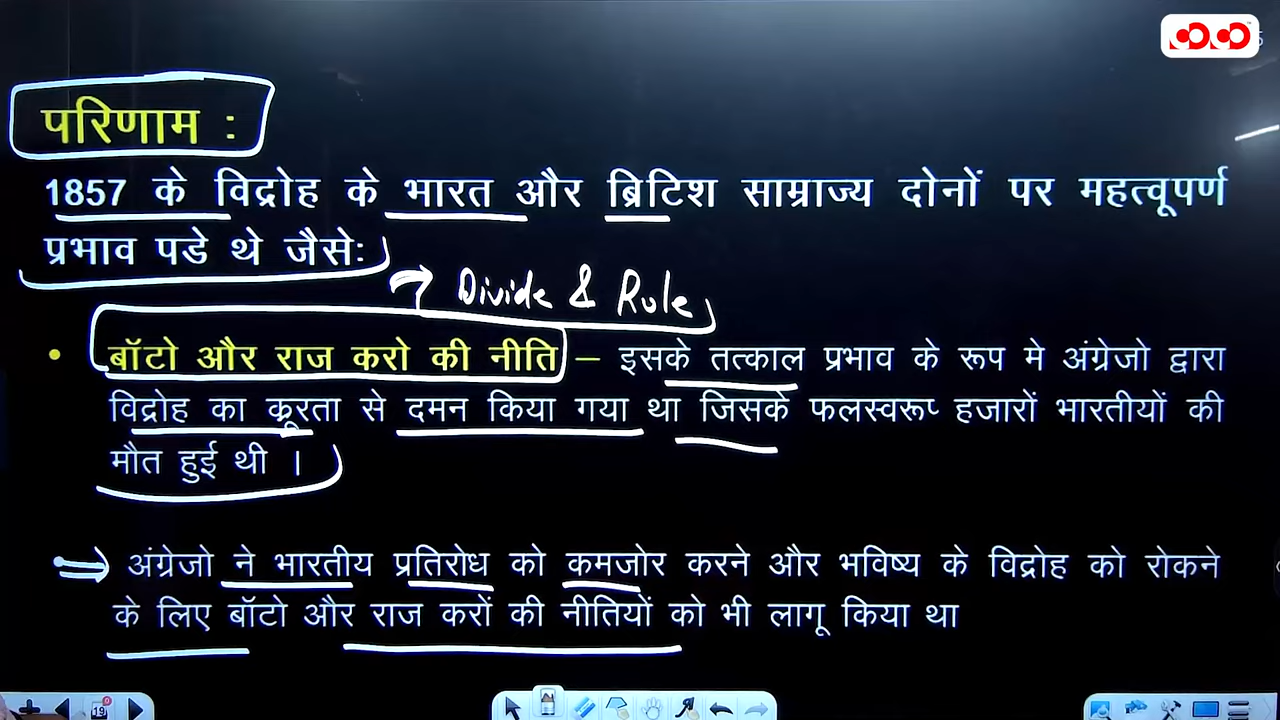 परिणाम :
1857 के विद्रोह के भारत और ब्रिटिश साम्राज्य दोनों पर महत्वूपर्ण
प्रभाव पडे थे जैसे:
Divide & Rule
• बॉटो और राज करो की नीति – इसके तत्काल प्रभाव के रूप मे अंग्रेजो द्वारा
विद्रोह का क्रूरता से दमन किया गया था जिसके फलस्वरूप हजारों भारतीयों की
मौत हुई थी ।
अंग्रेजो ने भारतीय प्रतिरोध को कमजोर करने और भविष्य के विद्रोह को रोकने
के लिए बॉटो और राज करों की नीतियों को भी लागू किया था
19